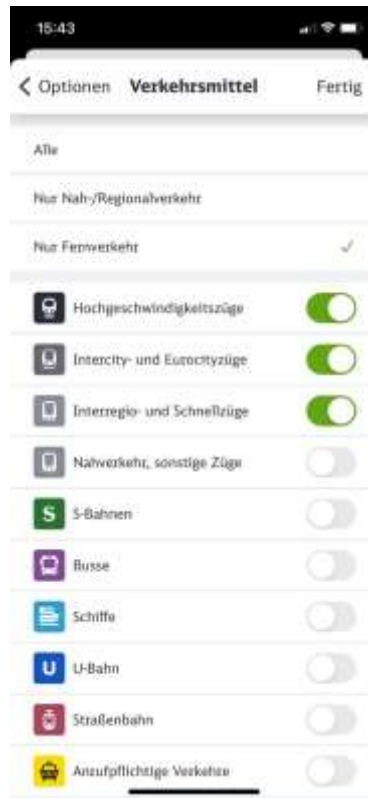 15:43
Optionen Verkehrsmittel Fertig
Alle
Nur Nah-/Regionalverkehr
Nur Fernverkehr
Hochgeschwindigkeitszüge
Intercity- und Eurocityzüge
Interregio- und Schnellzüge
Nahverkehr, sonstige Züge
S S-Bahnen
Busse
Schiffe
U U-Bahn
Straßenbahn
Anrufpflichtige Verkehre